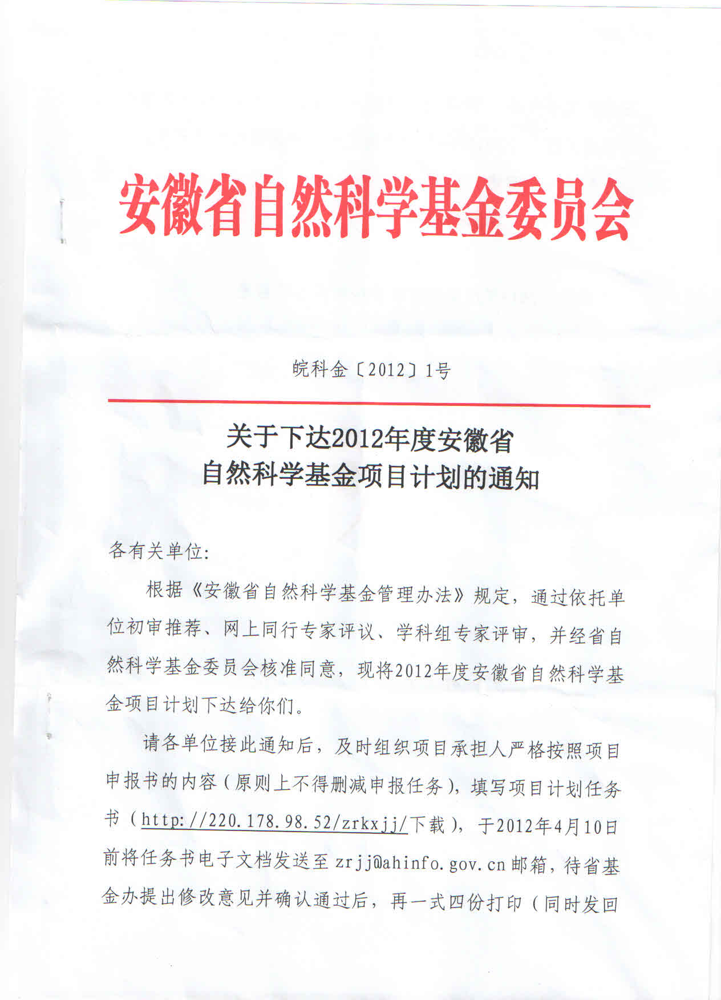 安徽省自然科学基金委员会
皖科金〔2012〕1号
关于下达2012年度安徽省
自然科学基金项目计划的通知
各有关单位：
根据《安徽省自然科学基金管理办法》规定，通过依托单
位初审推荐、网上同行专家评议、学科组专家评审，并经省自
然科学基金委员会核准同意，现将2012年度安徽省自然科学基
金项目计划下达给你们。
请各单位接此通知后，及时组织项目承担人严格按照项目
申报书的内容（原则上不得删减申报任务），填写项目计划任务
书（http://220.178.98.52/zrkxjj/下载），于2012年4月10日
前将任务书电子文档发送至zrjj@ahinfo.gov.cn邮箱，待省基
金办提出修改意见并确认通过后，再一式四份打印（同时发回